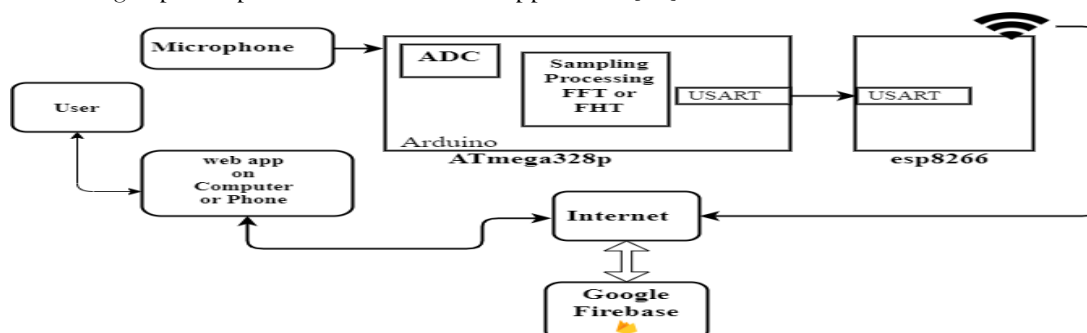 Microphone
ADC
Sampling
Processing
FFT or
FHT
USART
USART
User
Arduino
ATmega328p
esp8266
web app
on
Computer
or Phone
Internet
Google
Firebase